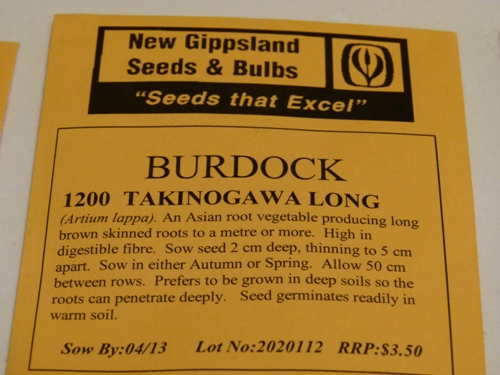 New Gippsland
Seeds & Bulbs
"Seeds that Excel"
BURDOCK
1200 TAKINOGAWA LONG
(Artium lappa). An Asian root vegetable producing long
brown skinned roots to a metre or more. High in
digestible fibre. Sow seed 2 cm deep, thinning to 5 cm
apart. Sow in either Autumn or Spring. Allow 50 cm
between rows. Prefers to be grown in deep soils so the
roots can penetrate deeply. Seed germinates readily in
warm soil.
Sow By:04/13 Lot No:2020112 RRP:$3.50